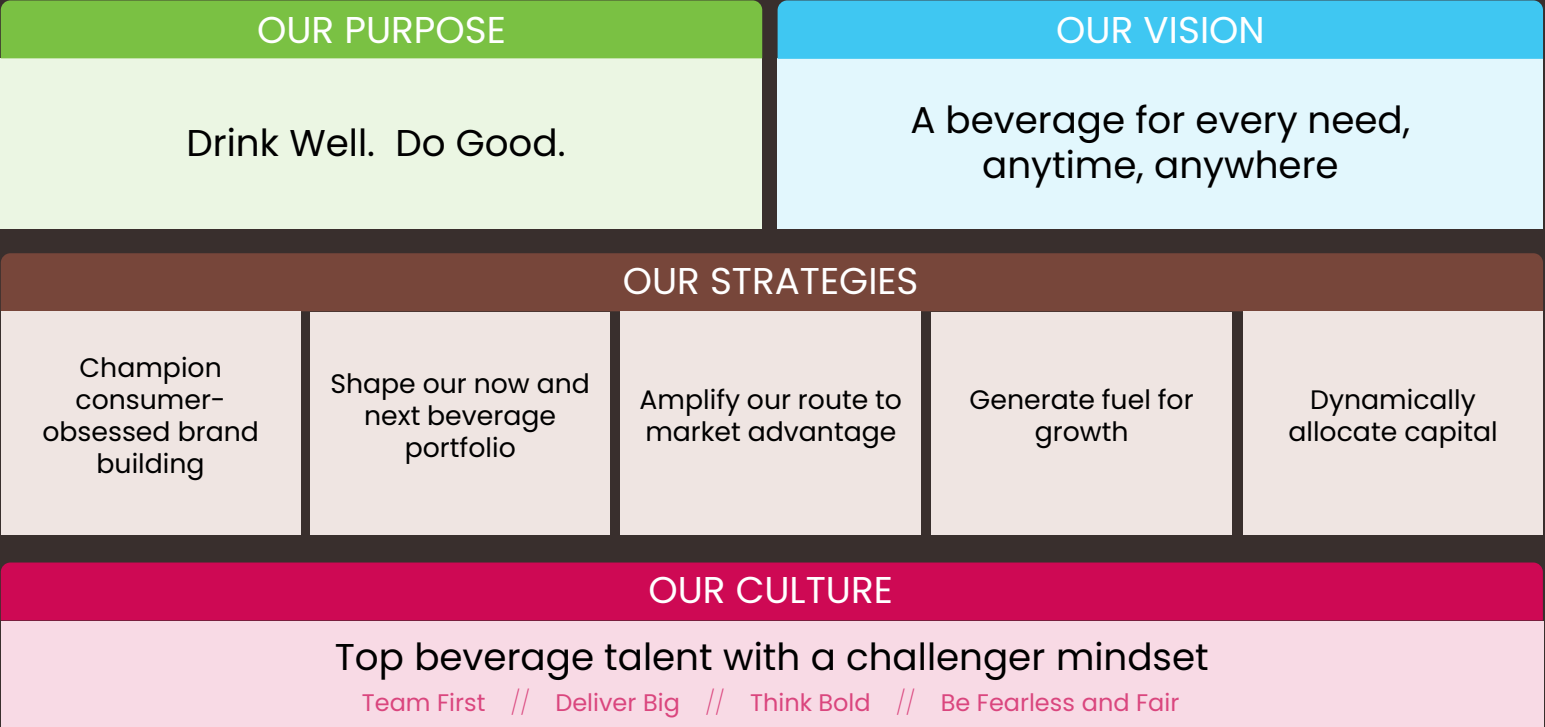 OUR PURPOSE
Drink Well.  Do Good.
OUR VISION
A beverage for every need,
anytime, anywhere
OUR STRATEGIES
Champion
consumer-
obsessed brand
building
Shape our now and
next beverage
portfolio
Amplify our route to
market advantage
Generate fuel for
growth
Dynamically
allocate capital
OUR CULTURE
Top beverage talent with a challenger mindset
Team First // Deliver Big // Think Bold // Be Fearless and Fair